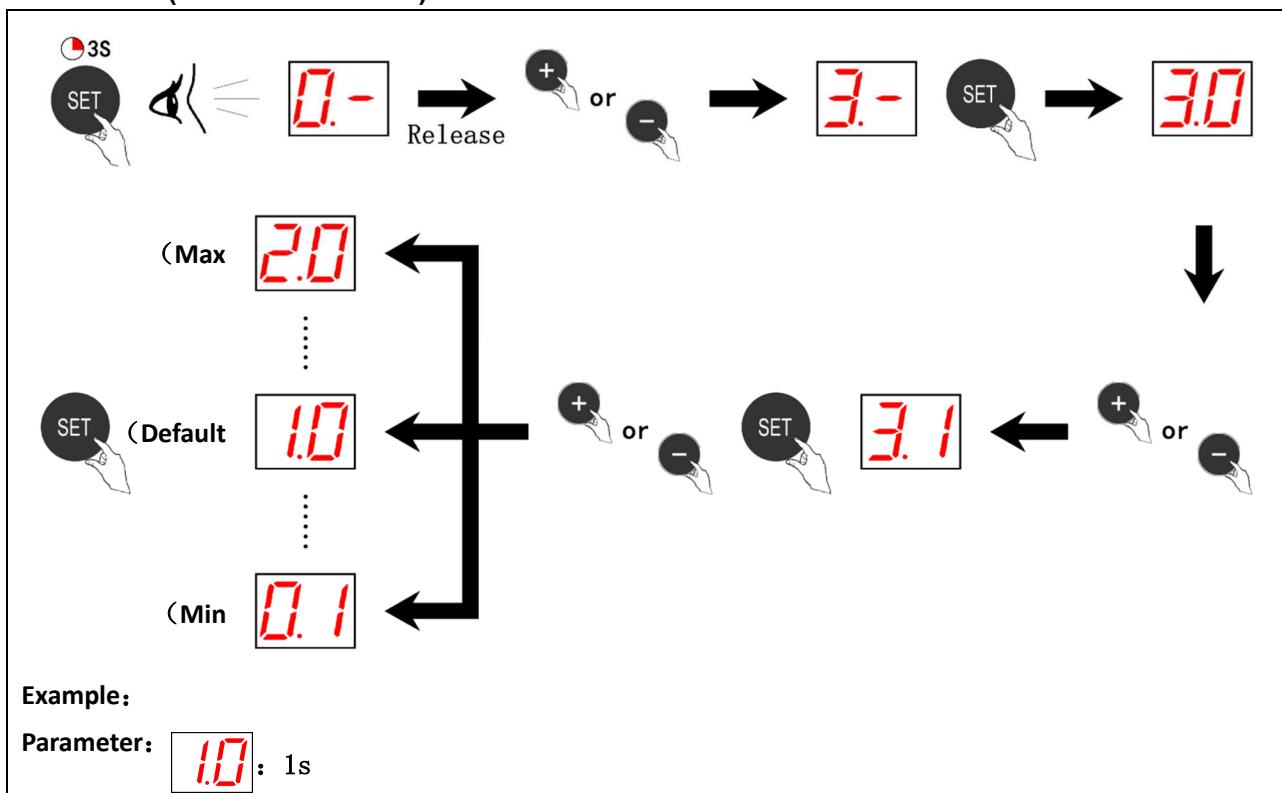 3S
SET
0.-
Release
+
or
-
3.-
SET
3.0
(Max
2.0
SET
(Default
1.0
+
or
-
SET
3.1
+
or
-
(Min
0.1
Example:
Parameter:
1.0
: 1s